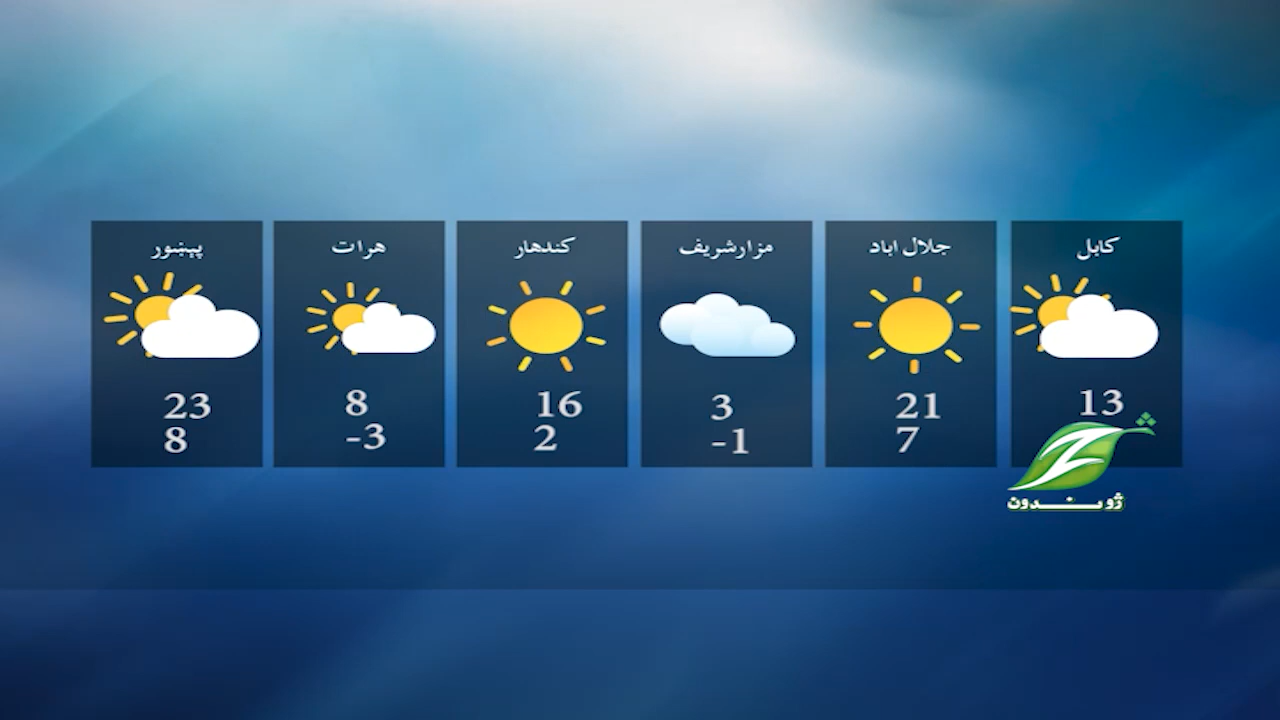 کابل
13
جلال اباد
21
7
مزارشریف
3
-1
کندهار
16
2
هرات
8
-3
پېښور
23
8
ژوندون